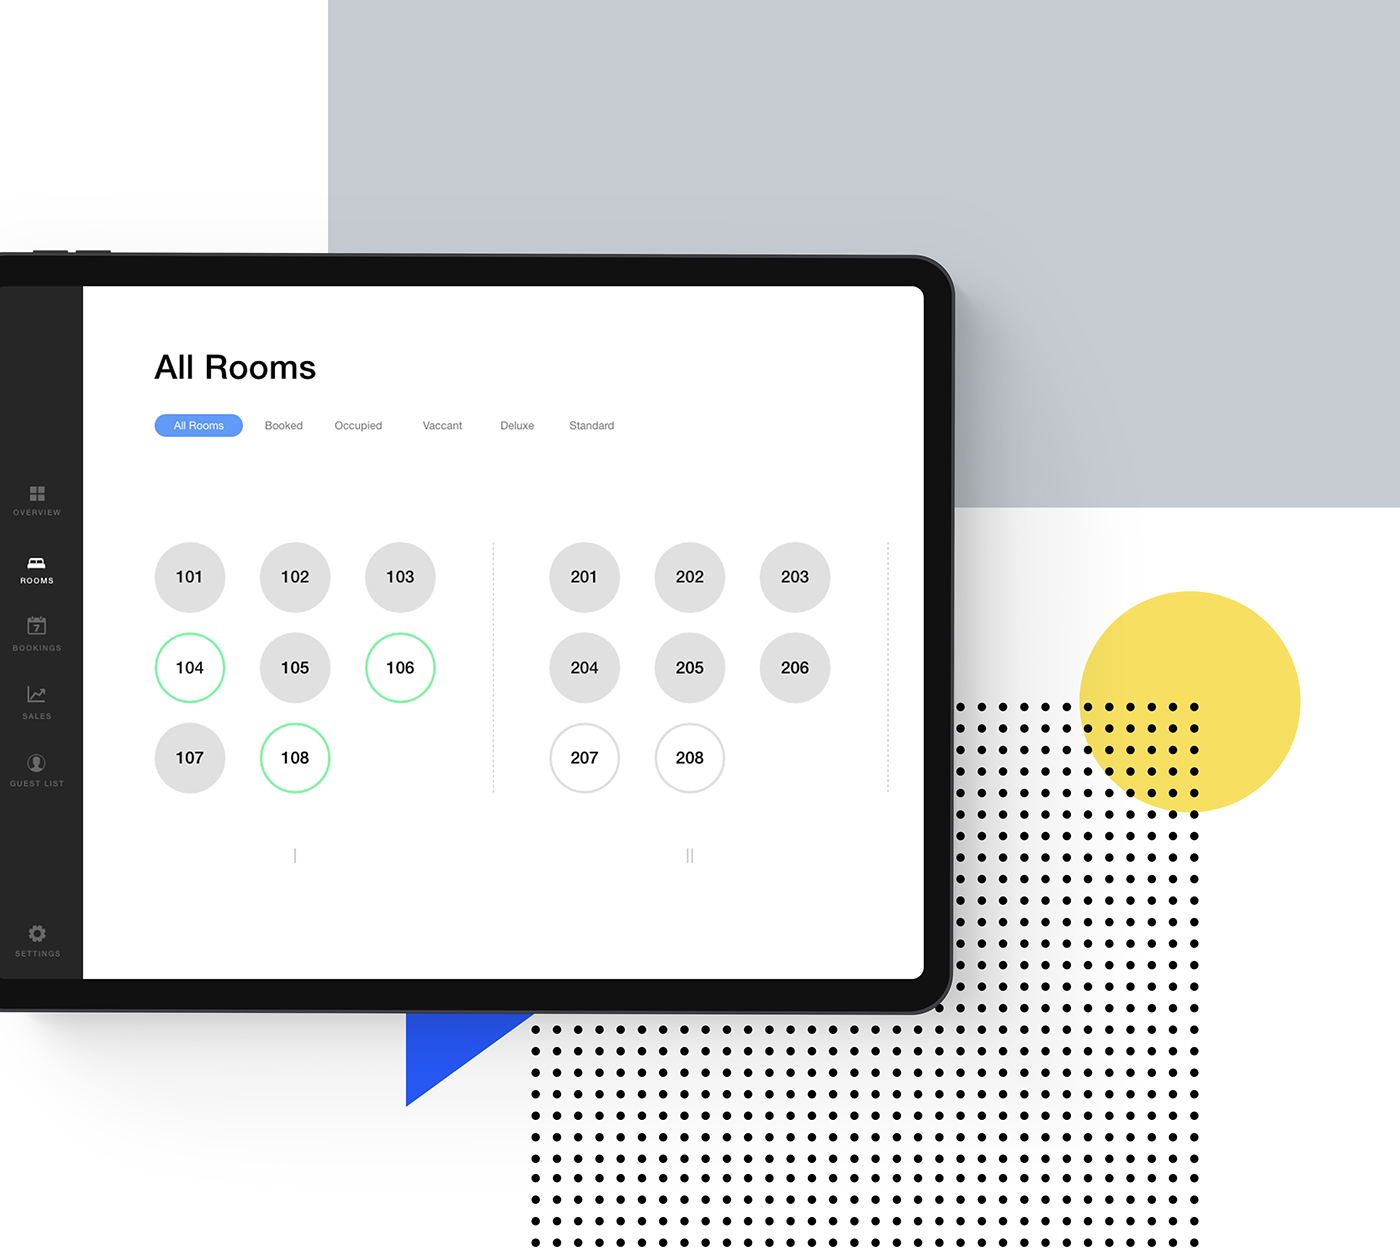 All Rooms
All Rooms Booked Occupied Vaccant Deluxe Standard
OVERVIEW
ROOMS
7
BOOKINGS
SALES
GUEST LIST
SETTINGS
101 102 103
104 105 106
107 108
|
201 202 203
204 205 206
207 208
||